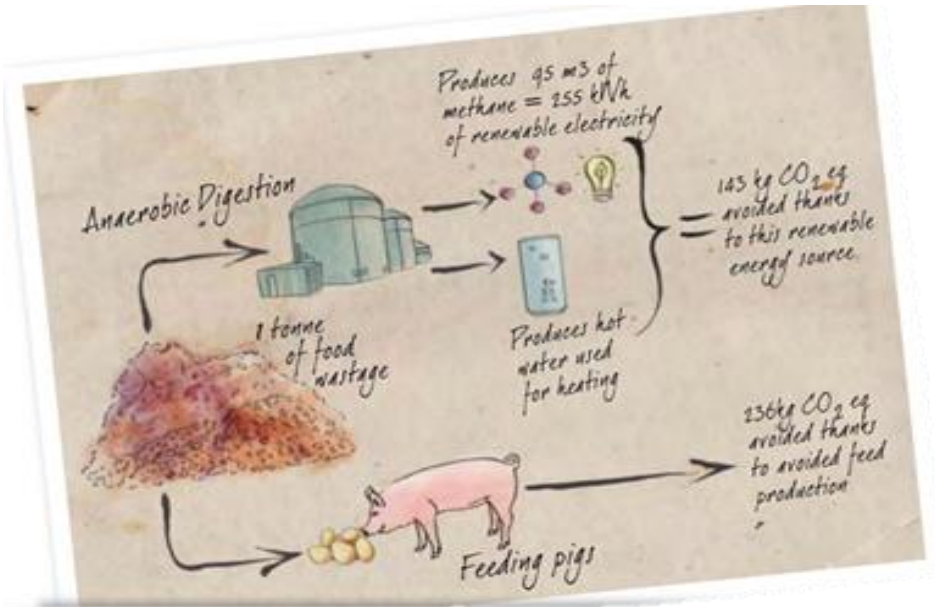 Produces 95 m3 of
methane = 255 kWh
of renewable electricity
Anaerobic Digestion
143 kg CO2 eq
avoided thanks
to this renewable
energy source.
1 tonne
of food
wastage
Produces hot
water used
for heating
236kg CO2 eq
avoided thanks
to avoided feed
production
Feeding pigs